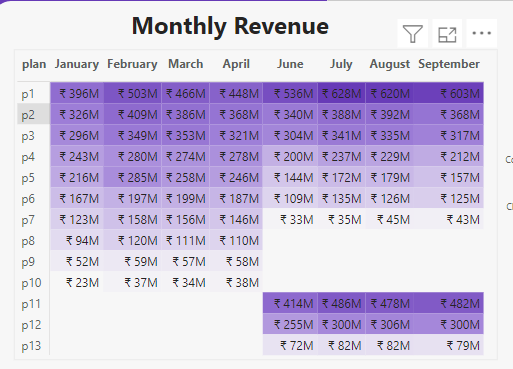 Monthly Revenue
plan January February March April June July August September
p1 ₹ 396M ₹ 503M ₹ 466M ₹ 448M ₹ 536M ₹ 628M ₹ 620M ₹ 603M
p2 ₹ 326M ₹ 409M ₹ 386M ₹ 368M ₹ 340M ₹ 388M ₹ 392M ₹ 368M
p3 ₹ 296M ₹ 349M ₹ 353M ₹ 321M ₹ 304M ₹ 341M ₹ 335M ₹ 317M
p4 ₹ 243M ₹ 280M ₹ 274M ₹ 278M ₹ 200M ₹ 237M ₹ 229M ₹ 212M
p5 ₹ 216M ₹ 285M ₹ 258M ₹ 246M ₹ 144M ₹ 172M ₹ 179M ₹ 157M
p6 ₹ 167M ₹ 197M ₹ 199M ₹ 187M ₹ 109M ₹ 135M ₹ 126M ₹ 125M
p7 ₹ 123M ₹ 158M ₹ 156M ₹ 146M ₹ 33M ₹ 35M ₹ 45M ₹ 43M
p8 ₹ 94M ₹ 120M ₹ 111M ₹ 110M
p9 ₹ 52M ₹ 59M ₹ 57M ₹ 58M
p10 ₹ 23M ₹ 37M ₹ 34M ₹ 38M
p11 ₹ 414M ₹ 486M ₹ 478M ₹ 482M
p12 ₹ 255M ₹ 300M ₹ 306M ₹ 300M
p13 ₹ 72M ₹ 82M ₹ 82M ₹ 79M